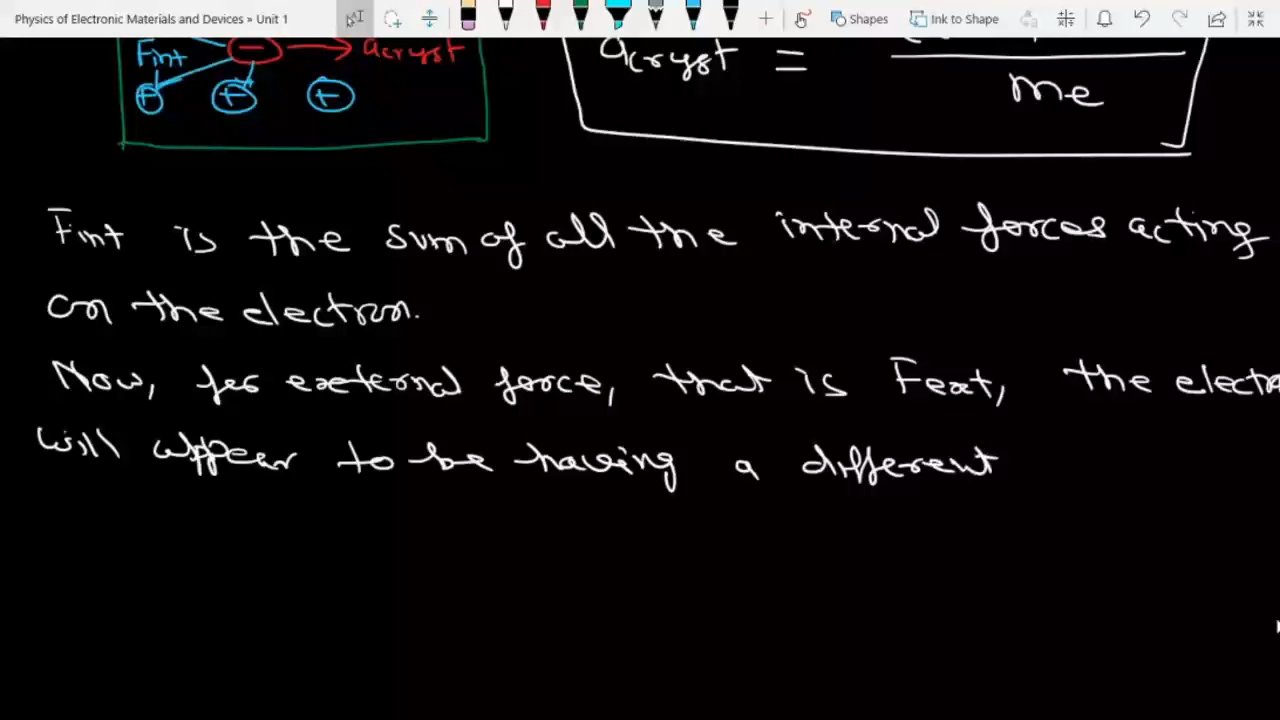 Physics of Electronic Materials and Devices » Unit 1
Shapes
Ink to Shape
Fint
acryst
acryst =
me
Fint is the sum of all the internal forces acting
on the electron.
Now, for external force, that is Fext, the electr
will appear to be having a different